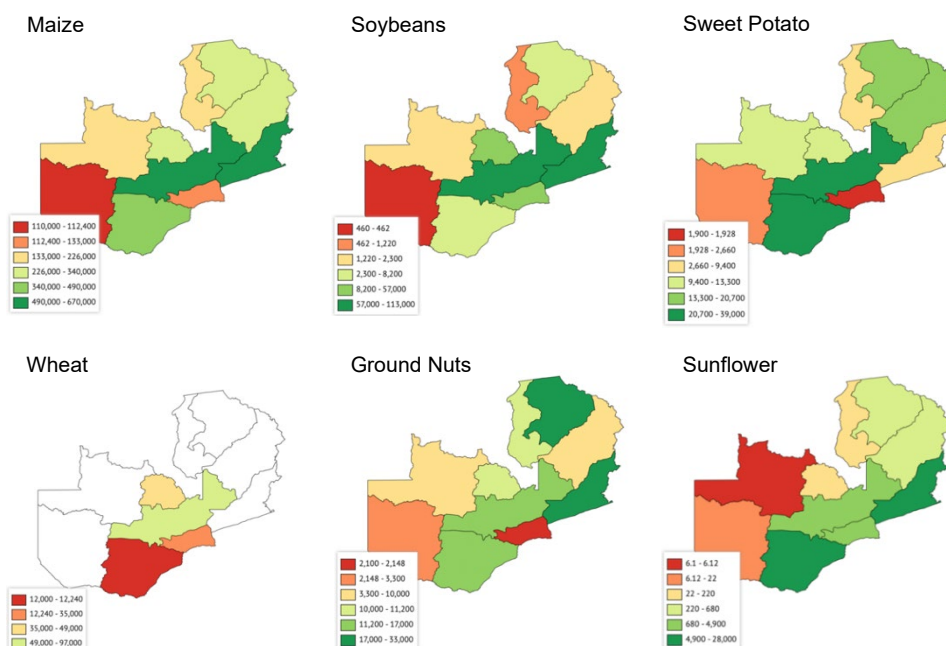 Maize
Soybeans
Sweet Potato
110,000 - 112,400
112,400 - 133,000
133,000 - 226,000
226,000 - 340,000
340,000 - 490,000
490,000 - 670,000
460 - 462
462 - 1,220
1,220 - 2,300
2,300 - 8,200
8,200 - 57,000
57,000 - 113,000
1,900 - 1,928
1,928 - 2,660
2,660 - 9,400
9,400 - 13,300
13,300 - 20,700
20,700 - 39,000
Wheat
Ground Nuts
Sunflower
12,000 - 12,240
12,240 - 35,000
35,000 - 49,000
49,000 - 97,000
2,100 - 2,148
2,148 - 3,300
3,300 - 10,000
10,000 - 11,200
11,200 - 17,000
17,000 - 33,000
6.1 - 6.12
6.12 - 22
22 - 220
220 - 680
680 - 4,900
4,900 - 28,000